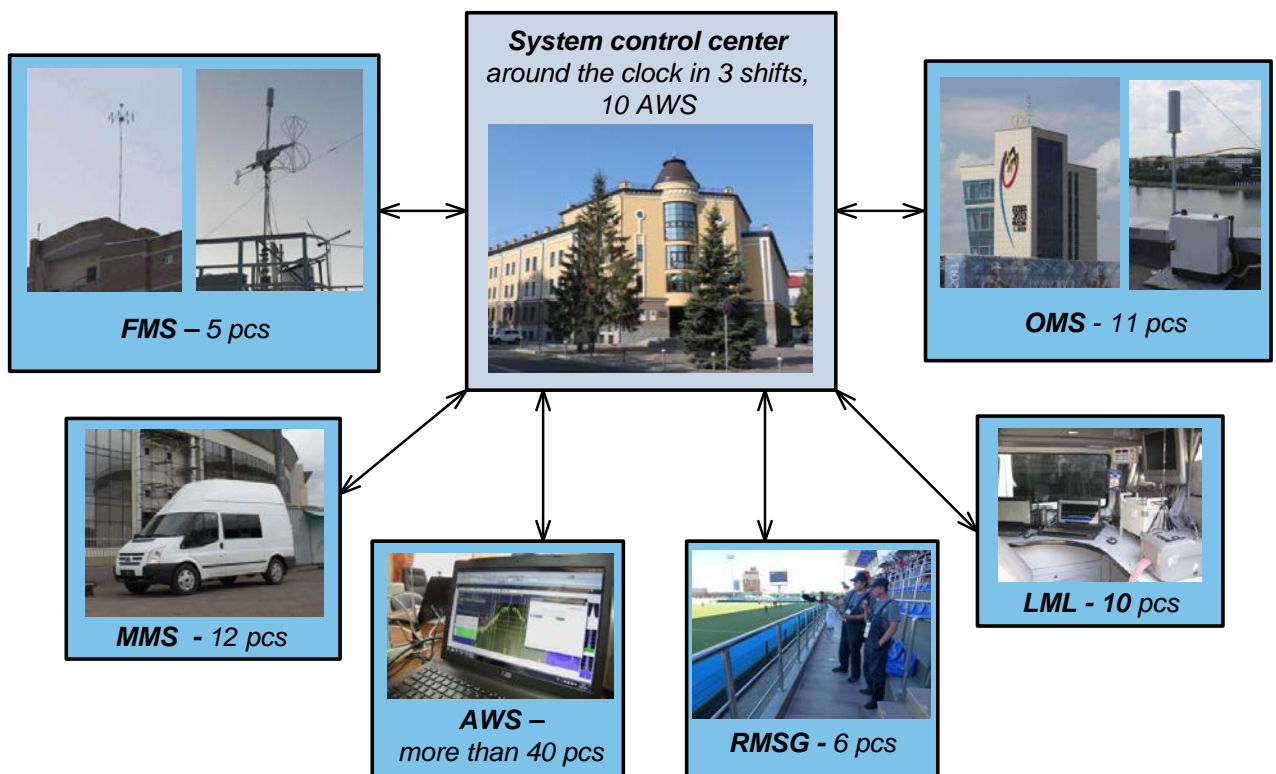 System control center
around the clock in 3 shifts,
10 AWS
FMS – 5 pcs
OMS - 11 pcs
MMS - 12 pcs
AWS –
more than 40 pcs
RMSG - 6 pcs
LML - 10 pcs